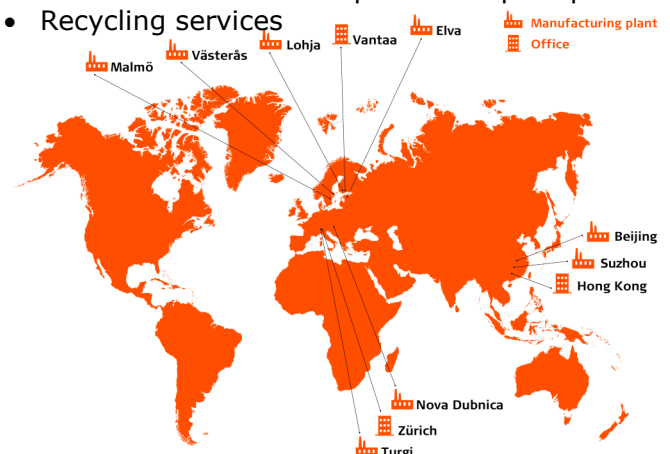 • Recycling services
Manufacturing plant
Office
Elva
Vantaa
Lohja
Västerås
Malmö
Beijing
Suzhou
Hong Kong
Nova Dubnica
Zürich
Turgi